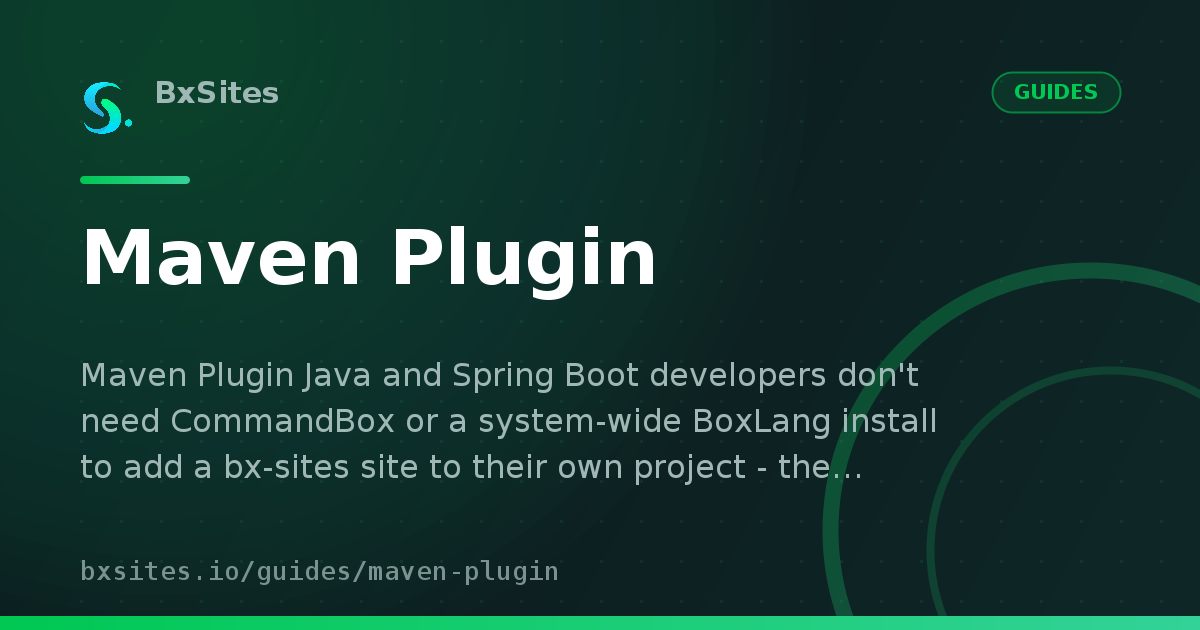 BxSites
GUIDES
Maven Plugin
Maven Plugin Java and Spring Boot developers don't
need CommandBox or a system-wide BoxLang install
to add a bx-sites site to their own project - the...
bxsites.io/guides/maven-plugin